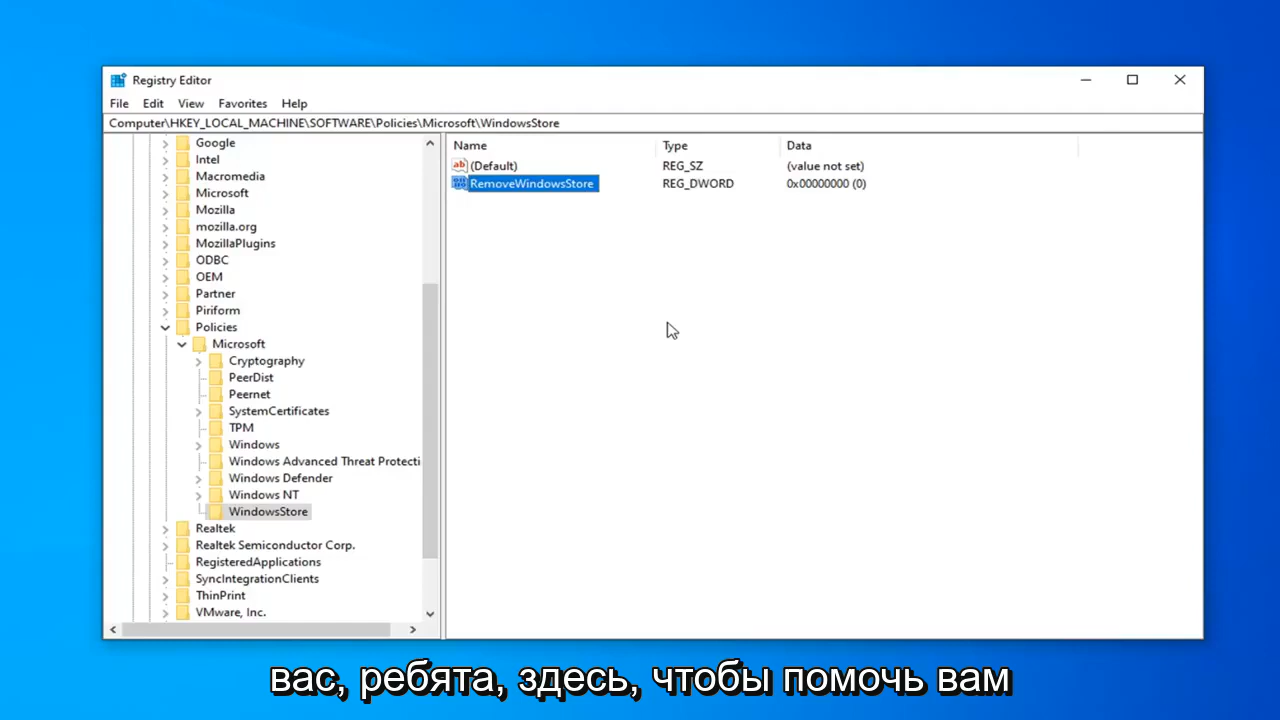 Registry Editor
File Edit View Favorites Help
Computer\HKEY_LOCAL_MACHINE\SOFTWARE\Policies\Microsoft\WindowsStore
Google
Intel
Macromedia
Microsoft
Mozilla
mozilla.org
MozillaPlugins
ODBC
OEM
Partner
Piriform
Policies
Microsoft
Cryptography
PeerDist
Peernet
SystemCertificates
TPM
Windows
Windows Advanced Threat Protecti
Windows Defender
Windows NT
WindowsStore
Realtek
Realtek Semiconductor Corp.
RegisteredApplications
SyncIntegrationClients
ThinPrint
VMware, Inc.
Name Type Data
(Default) REG_SZ (value not set)
RemoveWindowsStore REG_DWORD 0x00000000 (0)
вас, ребята, здесь, чтобы помочь вам